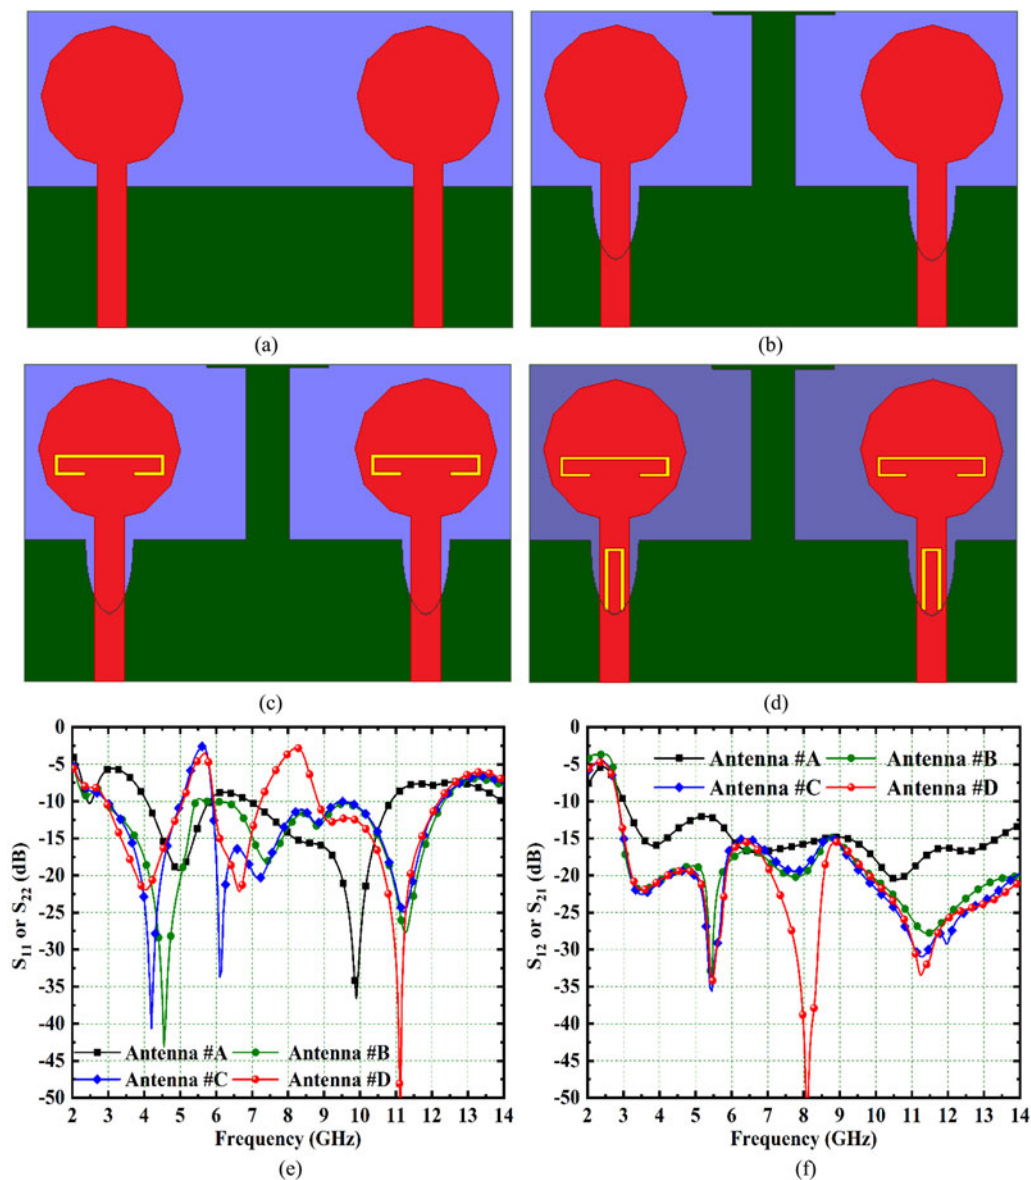 (a)
(b)
(c)
(d)
0
-5
-10
-15
-20
-25
-30
-35
-40
-45
-50
S11 or S22 (dB)
Antenna #A
Antenna #B
Antenna #C
Antenna #D
2 3 4 5 6 7 8 9 10 11 12 13 14
Frequency (GHz)
(e)
0
-5
-10
-15
-20
-25
-30
-35
-40
-45
-50
S12 or S21 (dB)
Antenna #A
Antenna #B
Antenna #C
Antenna #D
2 3 4 5 6 7 8 9 10 11 12 13 14
Frequency (GHz)
(f)